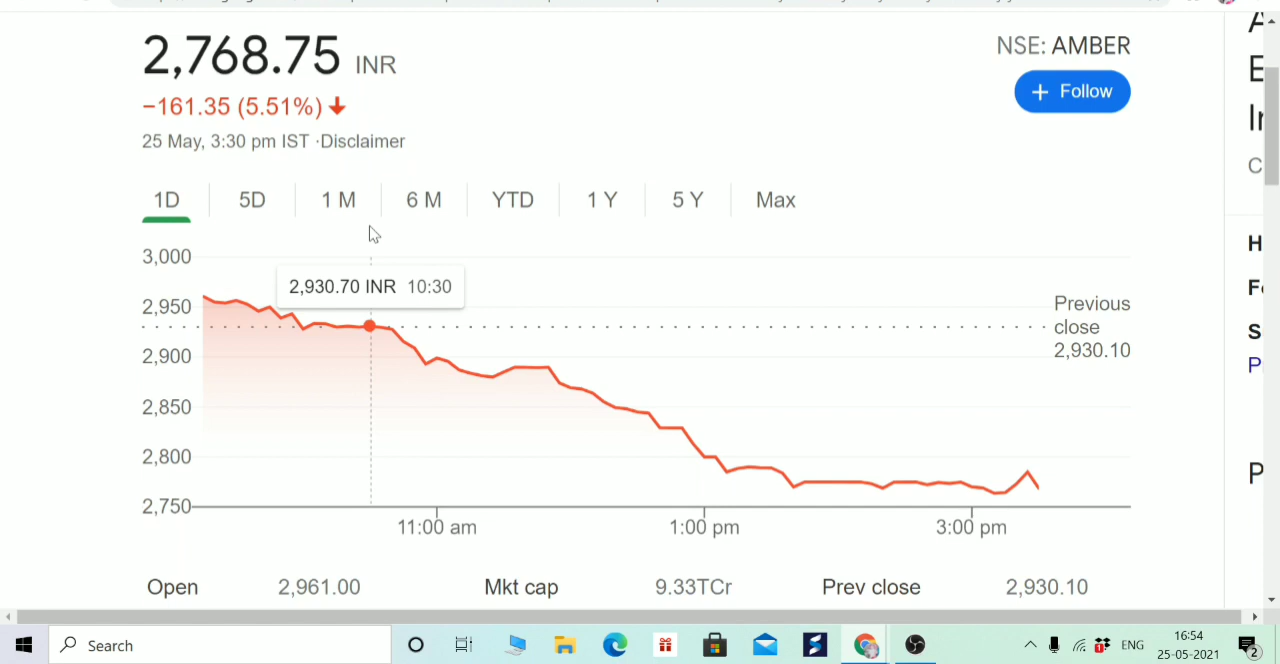 2,768.75 INR
NSE: AMBER
−161.35 (5.51%)
+ Follow
25 May, 3:30 pm IST ·Disclaimer
1D 5D 1 M 6 M YTD 1 Y 5 Y Max
3,000
2,930.70 INR 10:30
2,950
Previous
close
2,930.10
2,900
2,850
2,800
2,750
11:00 am 1:00 pm 3:00 pm
Open 2,961.00 Mkt cap 9.33TCr Prev close 2,930.10
Search
ENG
16:54
25-05-2021
2